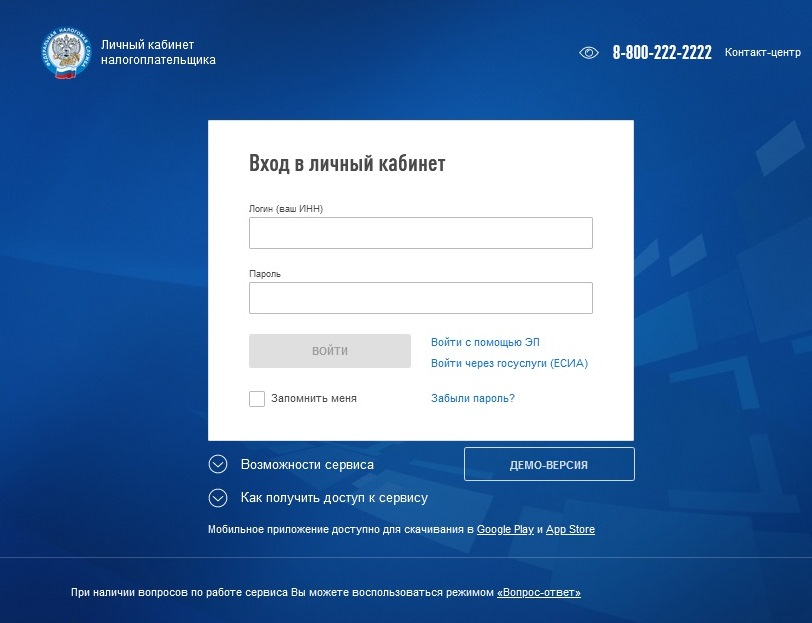 ФЕДЕРАЛЬНАЯ НАЛОГОВАЯ СЛУЖБА
Личный кабинет
налогоплательщика
8-800-222-2222 Контакт-центр
Вход в личный кабинет
Логин (ваш ИНН)
Пароль
ВОЙТИ
Войти с помощью ЭП
Войти через госуслуги (ЕСИА)
Запомнить меня
Забыли пароль?
Возможности сервиса
ДЕМО-ВЕРСИЯ
Как получить доступ к сервису
Мобильное приложение доступно для скачивания в Google Play и App Store
При наличии вопросов по работе сервиса Вы можете воспользоваться режимом «Вопрос-ответ»